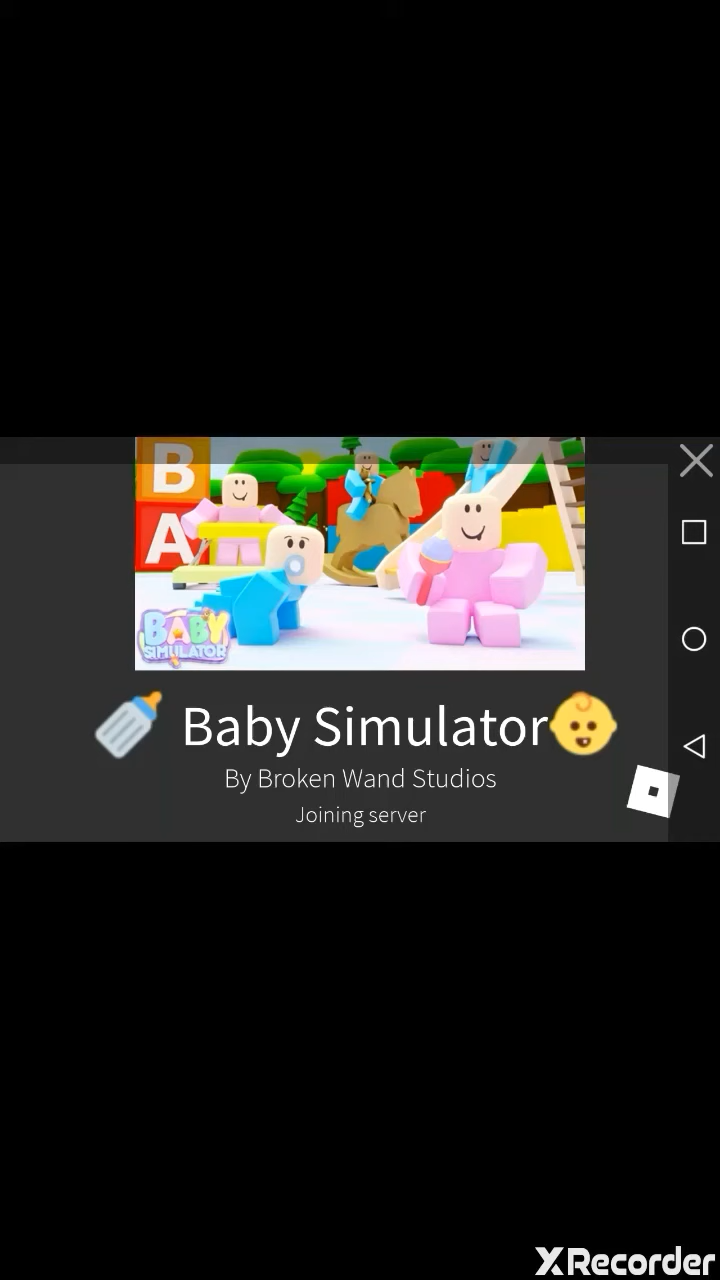 B
A
BABY
SIMULATOR
🍼 Baby Simulator👶
By Broken Wand Studios
Joining server
XRecorder